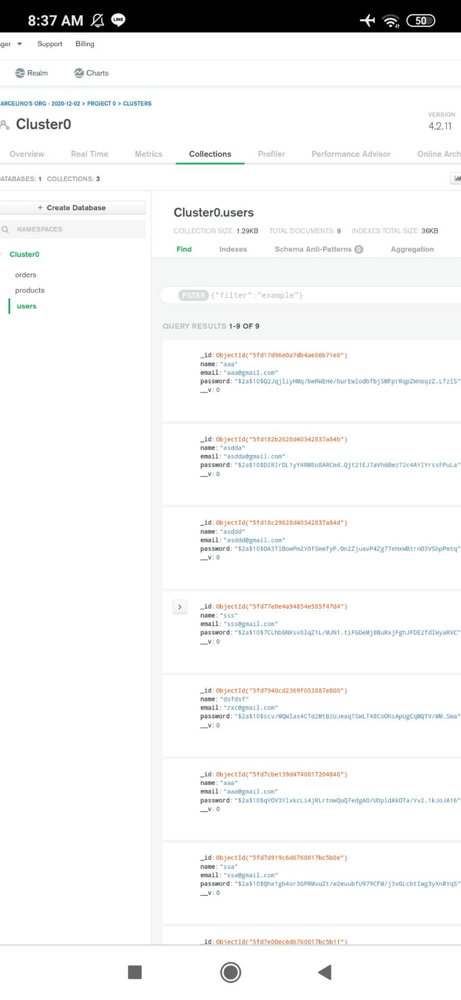 8:37 AM LINE 50
ager Support Billing
Realm Charts
ARCELINO'S ORG - 2020-12-02 > PROJECT 0 > CLUSTERS
Cluster0
VERSION
4.2.11
Overview Real Time Metrics Collections Profiler Performance Advisor Online Arch
ATABASES: 1 COLLECTIONS: 3
+ Create Database
NAMESPACES
Cluster0
orders
products
users
Cluster0.users
COLLECTION SIZE: 1.29KB TOTAL DOCUMENTS: 9 INDEXES TOTAL SIZE: 36KB
Find Indexes Schema Anti-Patterns 0 Aggregation
FILTER {"filter":"example"}
QUERY RESULTS 1-9 OF 9
_id: ObjectId("5fd17d96e0a7db4ae86b71e0")
name: "aaa"
email: "aaa@gmail.com"
password: "$2a$10$Q2JqjliyHMq/bwRWEHe/burEwlodbfbjSMFprRqpZWnoqzZ.LfzlS"
__v: 0
_id: ObjectId("5fd182b2628d40342837a84b")
name: "asdda"
email: "asdda@gmail.com"
password: "$2a$10$DIRIrDL1yY4RM8o8ARCmd.Qjt21EJ7aVh6Bwz72c4AYIYrssFPuLa"
__v: 0
_id: ObjectId("5fd18c29628d40342837a84d")
name: "asddd"
email: "asddd@gmail.com"
password: "$2a$10$OA3TlBowPm2Y0fSmwTyP.On2ZjuavP4Zg77eHxWBtrnO3VSbpPmtq"
__v: 0
_id: ObjectId("5fd77e0e4a94854e585f47d4")
name: "sss"
email: "sss@gmail.com"
password: "$2a$10$7CLhbGNKsv8lqZ1L/MJN1.tiFGDeMj8BuRxjFghJFDE2fdIWyaRVC"
__v: 0
_id: ObjectId("5fd7940cd2369f053887e800")
name: "dsfdsf"
email: "zxc@gmail.com"
password: "$2a$10$scv/MQWlas4CTd2MtBzUJeaqTSWLT48CoOhsApUgCqMQTV/MM.Swa"
__v: 0
_id: ObjectId("5fd7cbe139d4740017204840")
name: "aaa"
email: "aaa@gmail.com"
password: "$2a$10$qYOV3YlxkcLi4jRLrtnwQuQ7edgAO/U0pldAkOTa/Yv2.1kJoJA16"
__v: 0
_id: ObjectId("5fd7d919c6d6760017bc5b0e")
name: "ssa"
email: "ssa@gmail.com"
password: "$2a$10$Qhe1gb4or3GPRMvuZt/w2euubfU979CFM/j3vGLcbtIwg3yXnRYqS"
__v: 0
_id: ObjectId("5fd7e00ec6d6760017bc5b11")